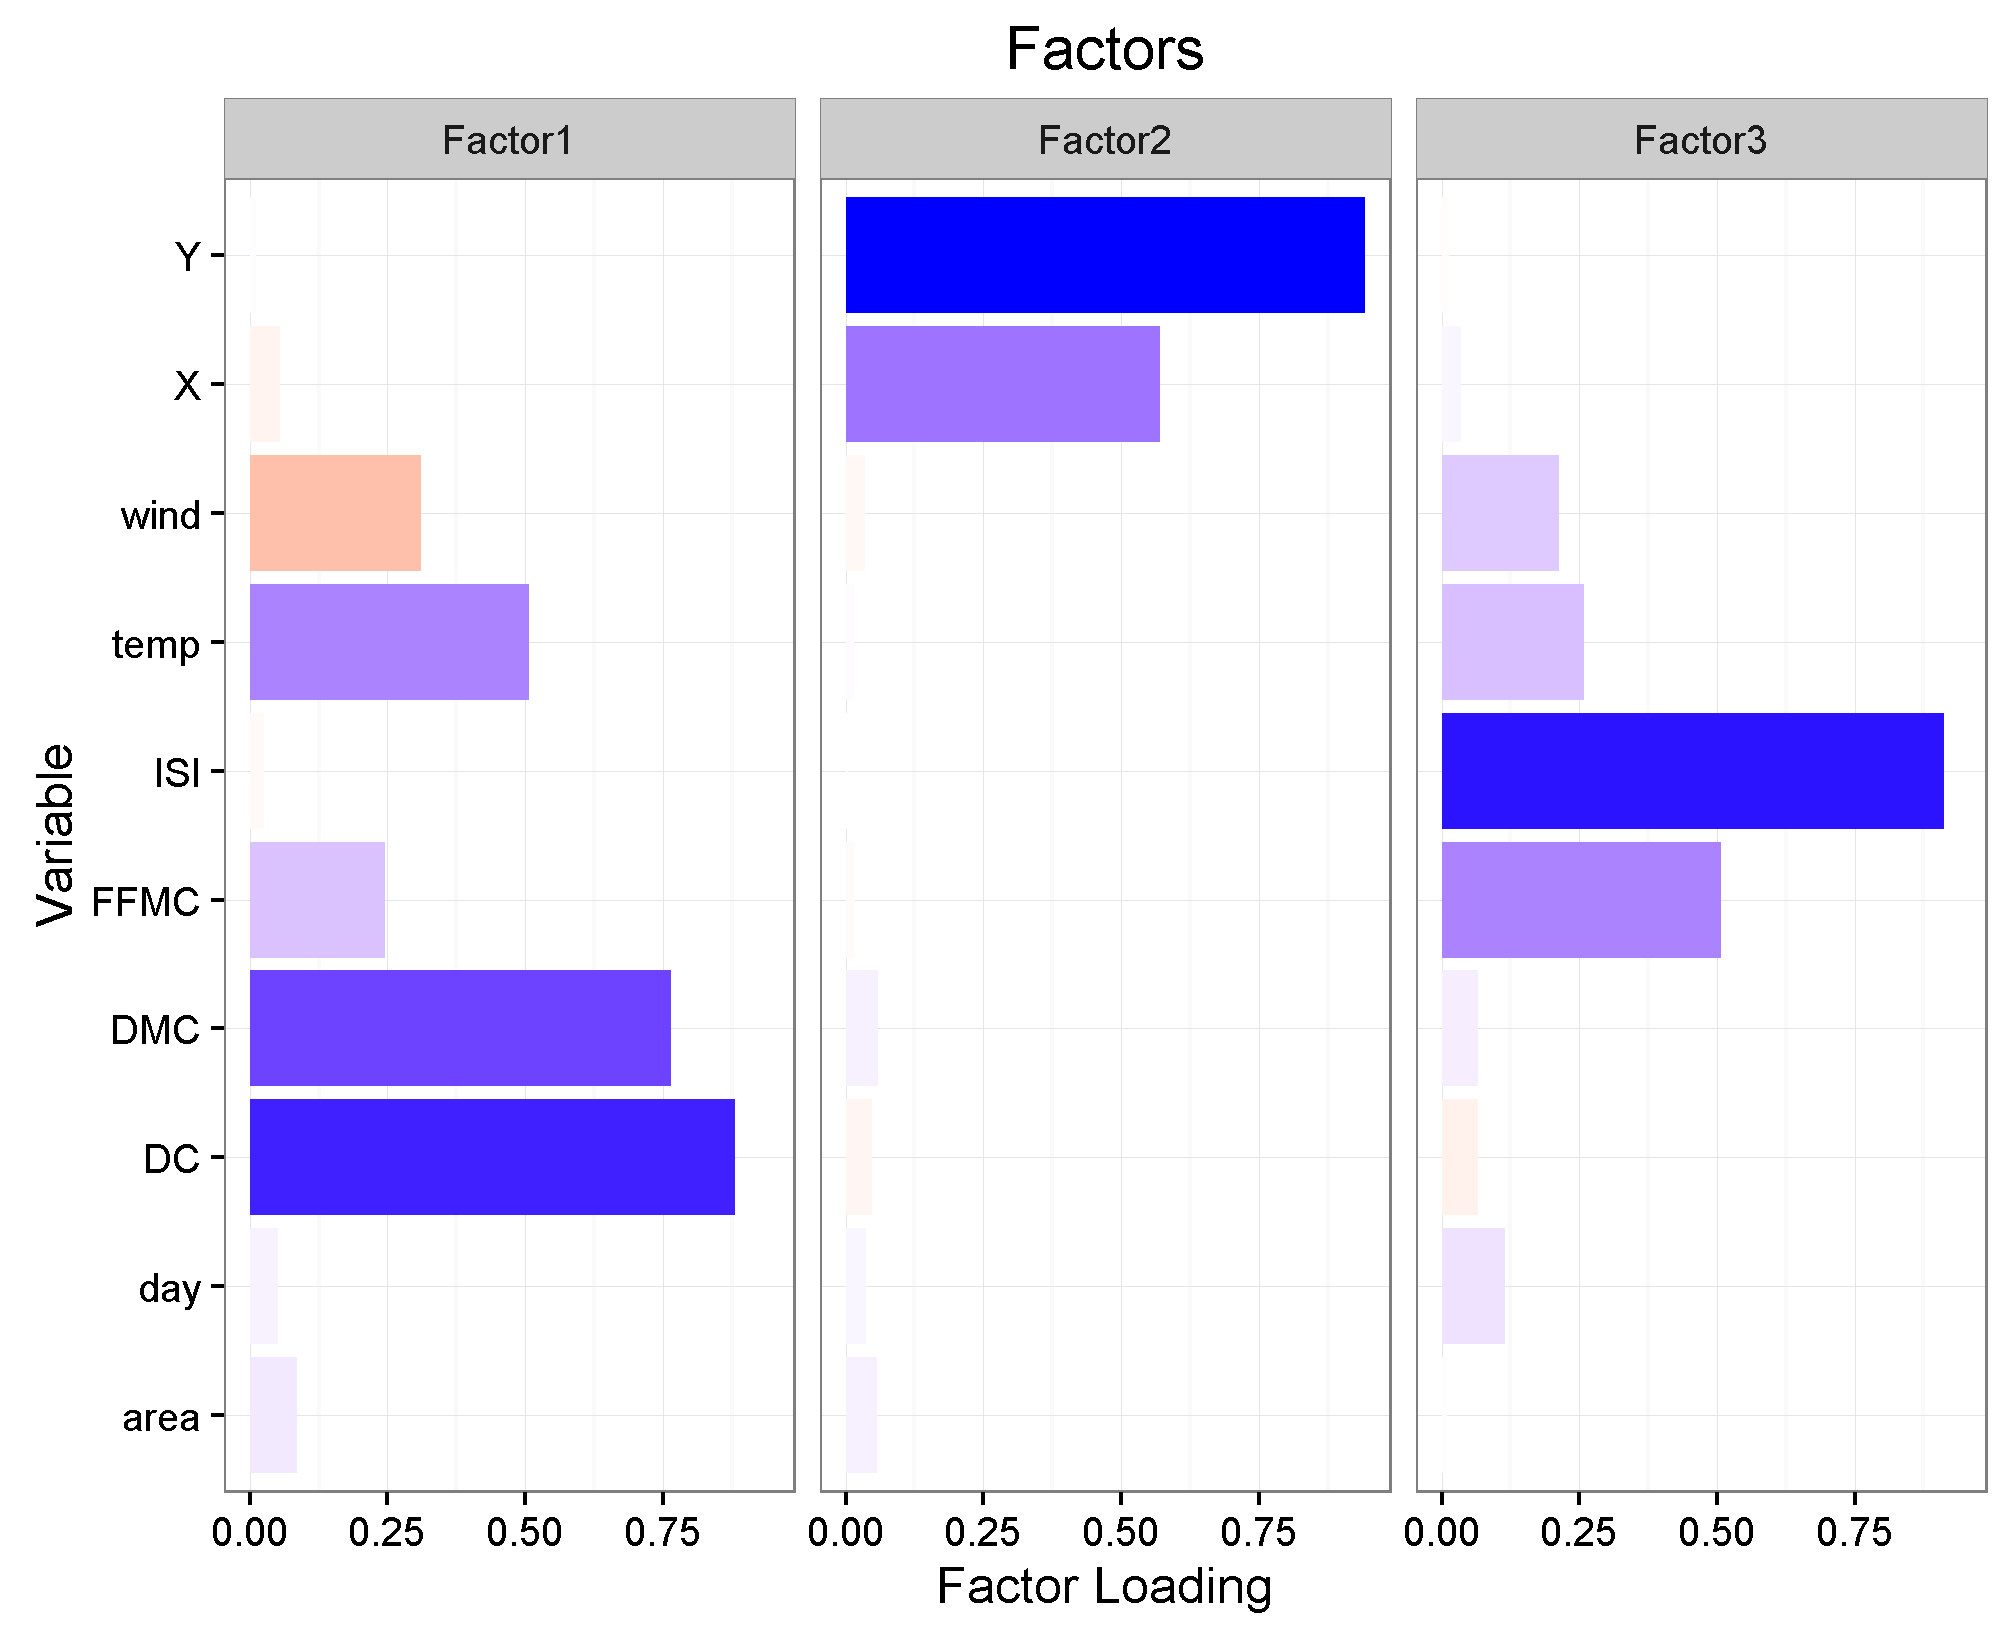 Factors
Factor1 Factor2 Factor3
Variable
Y
X
wind
temp
ISI
FFMC
DMC
DC
day
area
0.00 0.25 0.50 0.75 0.00 0.25 0.50 0.75 0.00 0.25 0.50 0.75
Factor Loading